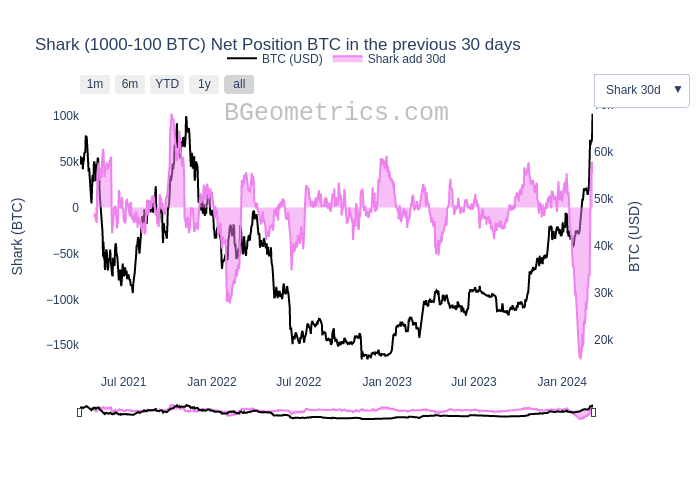 Shark (1000-100 BTC) Net Position BTC in the previous 30 days
BTC (USD) Shark add 30d
1m 6m YTD 1y all
Shark 30d ▼
BGeometrics.com
100k
50k
0
−50k
−100k
−150k
Shark (BTC)
60k
50k
40k
30k
20k
BTC (USD)
Jul 2021 Jan 2022 Jul 2022 Jan 2023 Jul 2023 Jan 2024